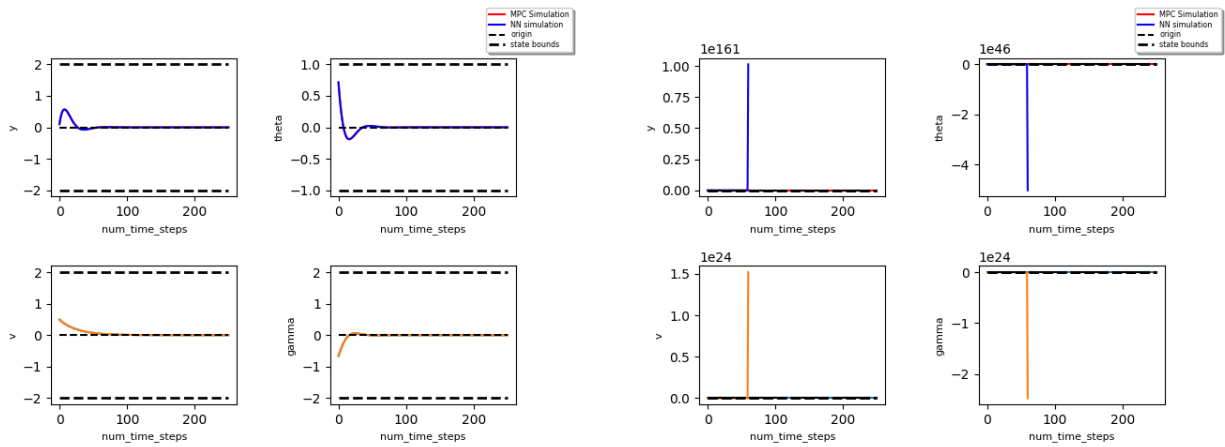 MPC Simulation
NN simulation
origin
state bounds
MPC Simulation
NN simulation
origin
state bounds
2
1
0
−1
−2
y
0 100 200
num_time_steps
1.0
0.5
0.0
−0.5
−1.0
theta
0 100 200
num_time_steps
1e161
1.00
0.75
0.50
0.25
0.00
y
0 100 200
num_time_steps
1e46
0
−2
−4
theta
0 100 200
num_time_steps
2
1
0
−1
−2
v
0 100 200
num_time_steps
2
1
0
−1
−2
gamma
0 100 200
num_time_steps
1e24
1.5
1.0
0.5
0.0
v
0 100 200
num_time_steps
1e24
0
−1
−2
gamma
0 100 200
num_time_steps